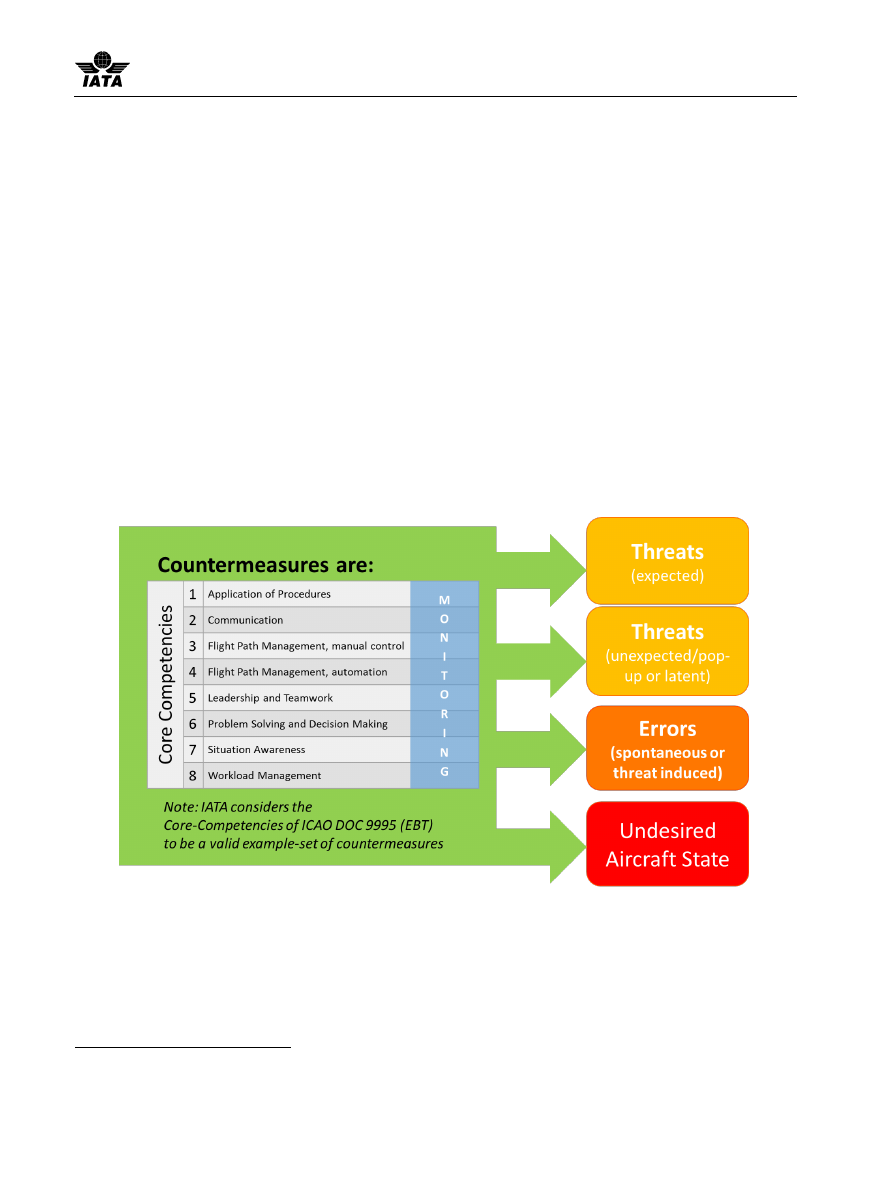 IATA
Countermeasures are:
Core Competencies
1 Application of Procedures
2 Communication
3 Flight Path Management, manual control
4 Flight Path Management, automation
5 Leadership and Teamwork
6 Problem Solving and Decision Making
7 Situation Awareness
8 Workload Management
M
O
N
I
T
O
R
I
N
G
Note: IATA considers the
Core-Competencies of ICAO DOC 9995 (EBT)
to be a valid example-set of countermeasures
Threats
(expected)
Threats
(unexpected/pop-
up or latent)
Errors
(spontaneous or
threat induced)
Undesired
Aircraft State